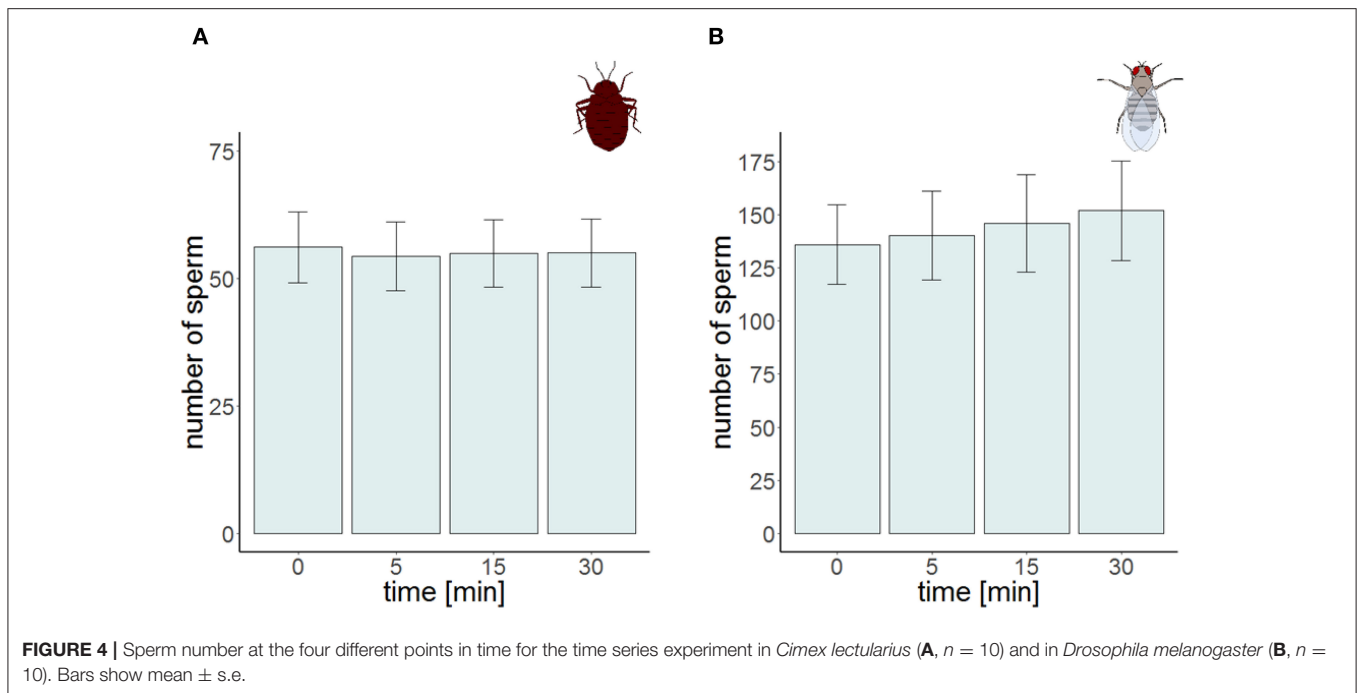 A
B
75
50
25
0
number of sperm
0 5 15 30
time [min]
175
150
125
100
75
50
25
0
number of sperm
0 5 15 30
time [min]
FIGURE 4 | Sperm number at the four different points in time for the time series experiment in Cimex lectularius (A, n = 10) and in Drosophila melanogaster (B, n =
10). Bars show mean ± s.e.